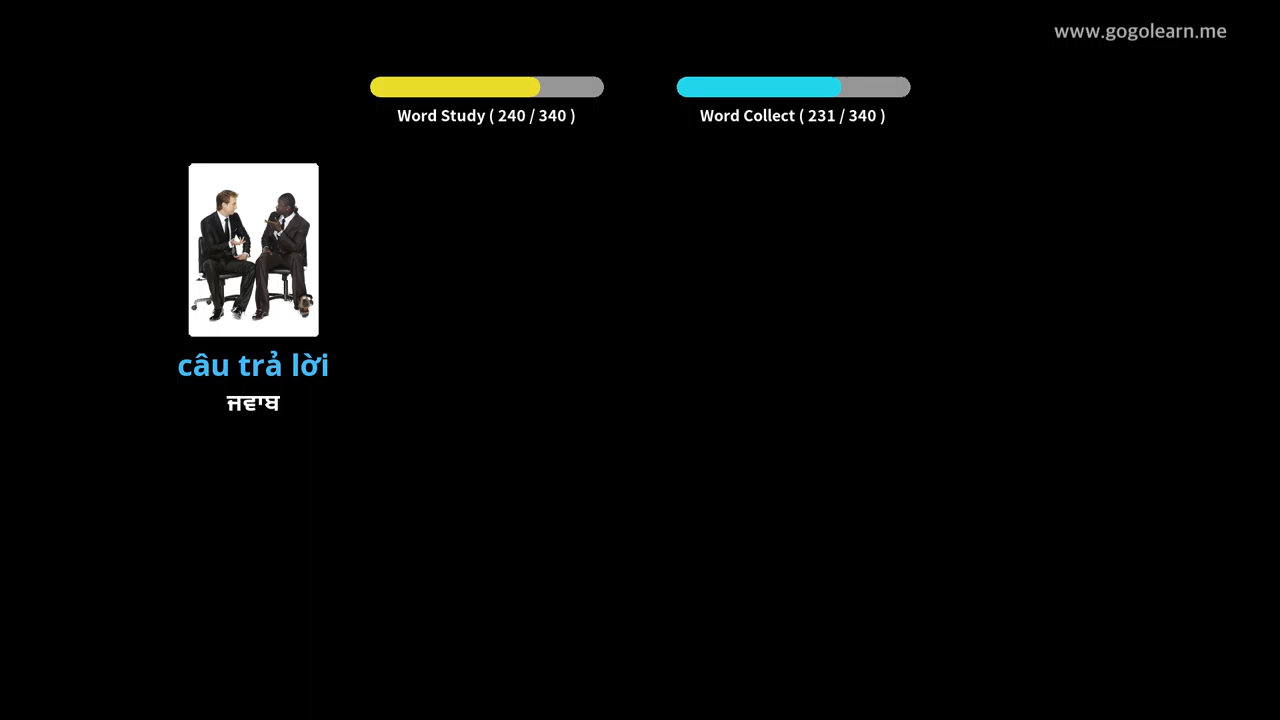 www.gogolearn.me
Word Study ( 240 / 340 )
Word Collect ( 231 / 340 )
câu trả lời
ਜਵਾਬ